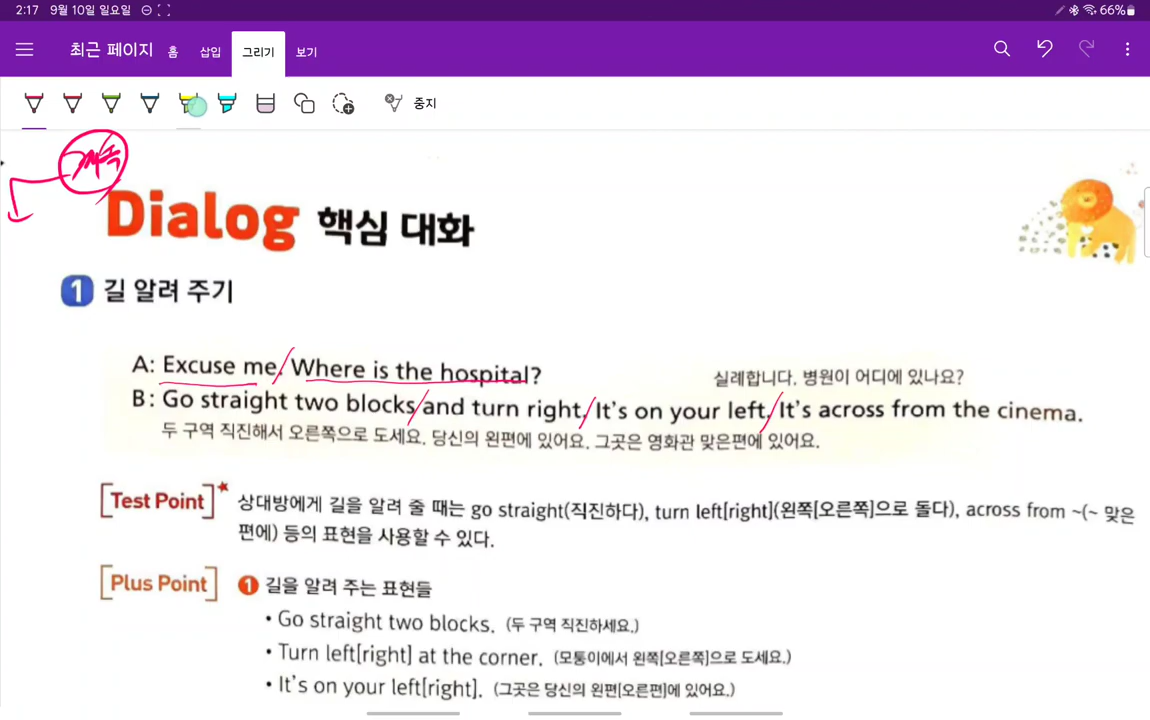 2:17 9월 10일 일요일 66%
최근 페이지 홈 삽입 그리기 보기
중지
Dialog 핵심 대화
1 길 알려 주기
A: Excuse me. Where is the hospital? 실례합니다. 병원이 어디에 있나요?
B: Go straight two blocks and turn right. It's on your left. It's across from the cinema.
두 구역 직진해서 오른쪽으로 도세요. 당신의 왼편에 있어요. 그곳은 영화관 맞은편에 있어요.
[Test Point]* 상대방에게 길을 알려 줄 때는 go straight(직진하다), turn left[right](왼쪽[오른쪽]으로 돌다), across from ~(~ 맞은
편에) 등의 표현을 사용할 수 있다.
[Plus Point] 1 길을 알려 주는 표현들
• Go straight two blocks. (두 구역 직진하세요.)
• Turn left[right] at the corner. (모퉁이에서 왼쪽[오른쪽]으로 도세요.)
• It's on your left[right]. (그곳은 당신의 왼편[오른편]에 있어요.)